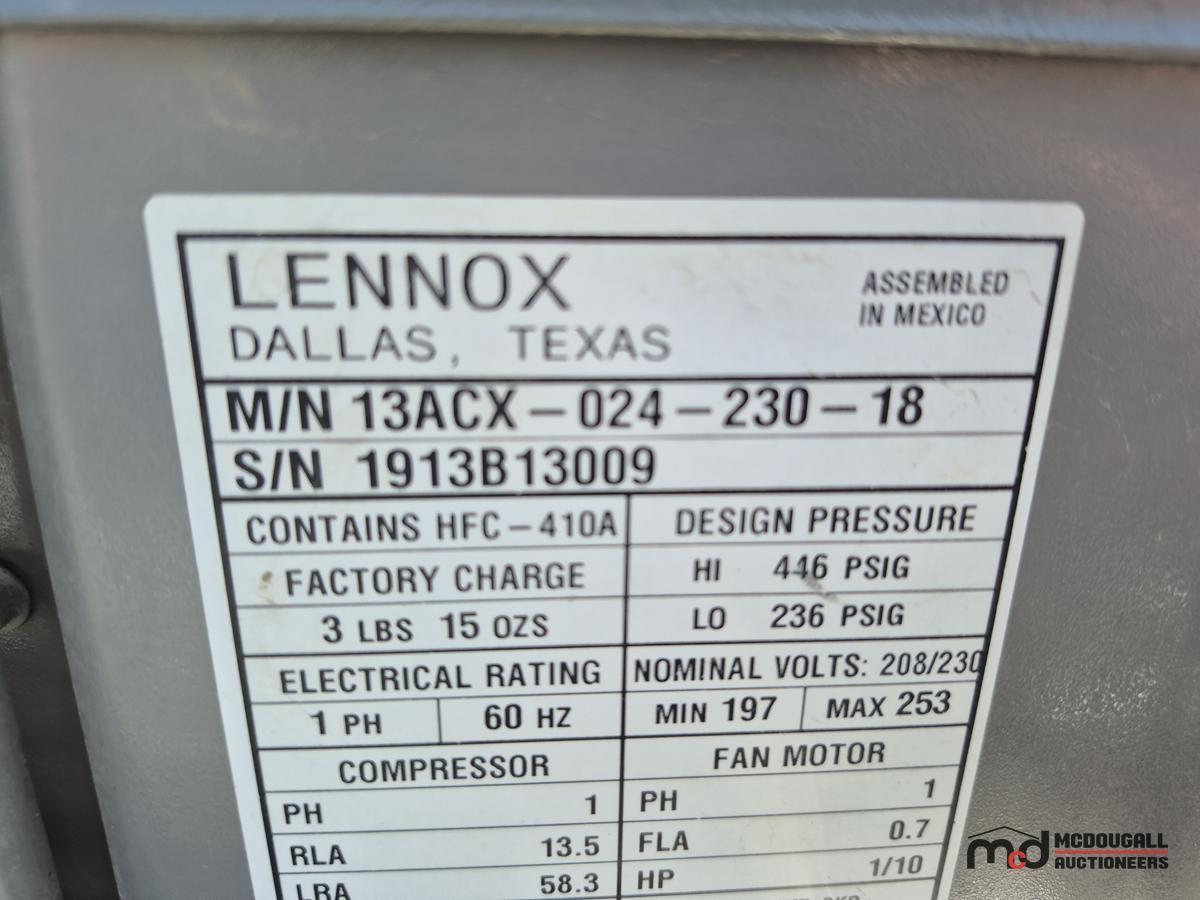 LENNOX
DALLAS, TEXAS
ASSEMBLED
IN MEXICO
M/N 13ACX-024-230-18
S/N 1913B13009
CONTAINS HFC-410A
DESIGN PRESSURE
FACTORY CHARGE
HI 446 PSIG
3 LBS 15 OZS
LO 236 PSIG
ELECTRICAL RATING
NOMINAL VOLTS: 208/230
1 PH 60 HZ
MIN 197 MAX 253
COMPRESSOR
FAN MOTOR
PH 1
PH 1
RLA 13.5
FLA 0.7
LRA 58.3
HP 1/10
mcd MCDOUGALL
AUCTIONEERS